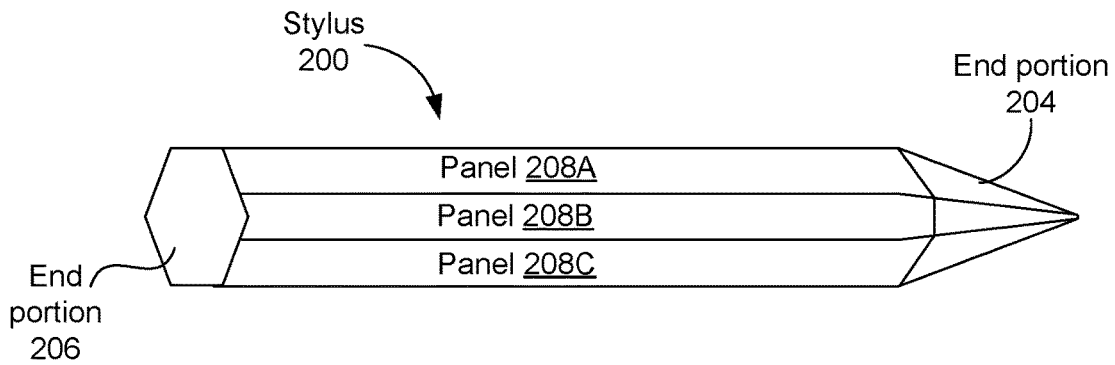 Stylus
200
End portion
204
Panel 208A
Panel 208B
Panel 208C
End
portion
206